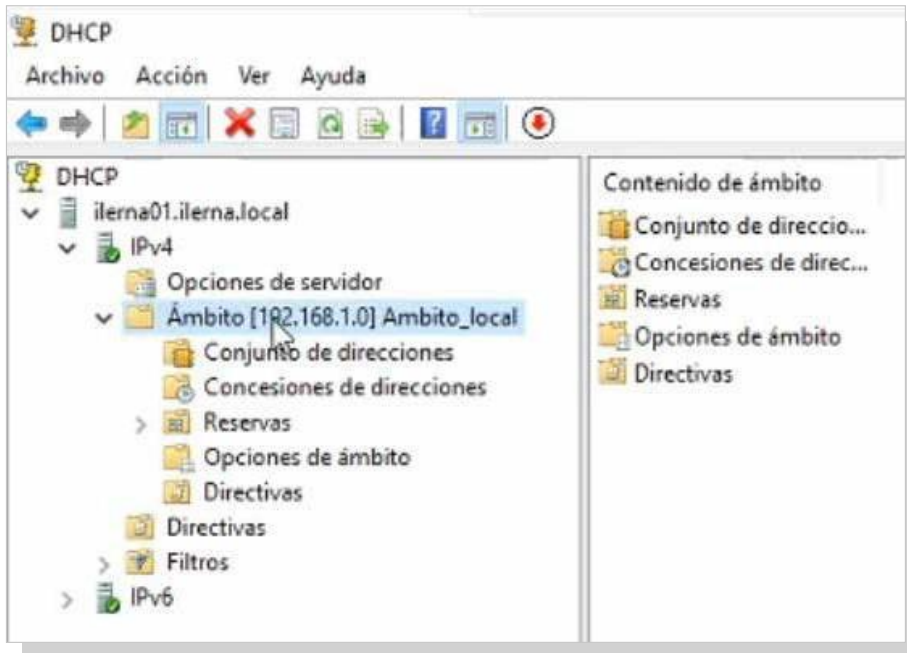 DHCP
Archivo Acción Ver Ayuda
DHCP
ilerna01.ilerna.local
IPv4
Opciones de servidor
Ámbito [192.168.1.0] Ambito_local
Conjunto de direcciones
Concesiones de direcciones
Reservas
Opciones de ámbito
Directivas
Directivas
Filtros
IPv6
Contenido de ámbito
Conjunto de direccio...
Concesiones de direc...
Reservas
Opciones de ámbito
Directivas